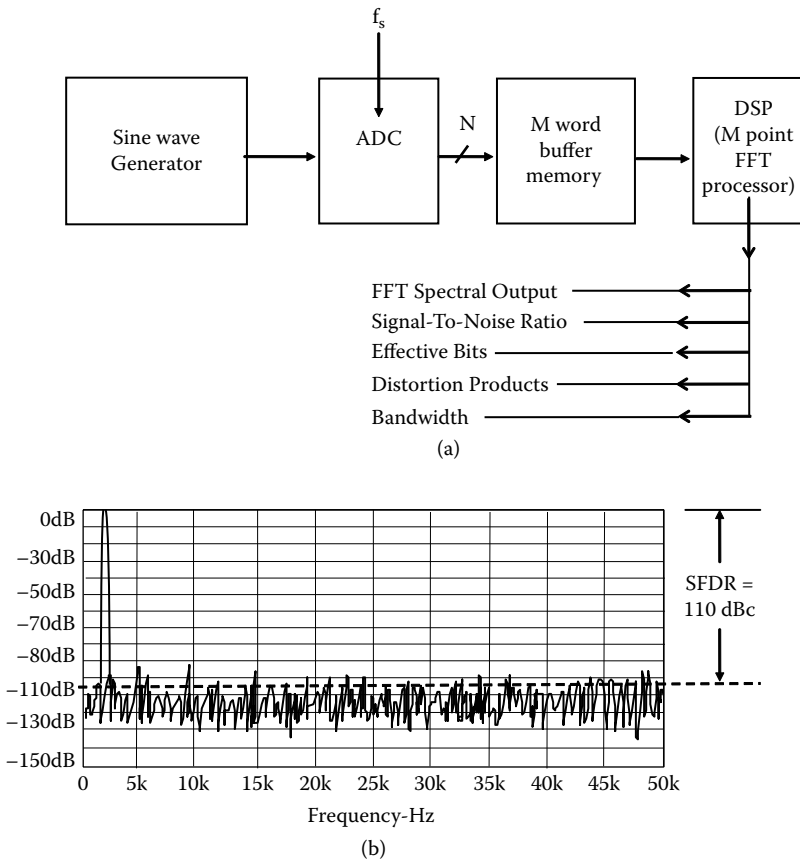 fs
Sine wave
Generator
ADC
N
M word
buffer
memory
DSP
(M point
FFT
processor)
FFT Spectral Output
Signal-To-Noise Ratio
Effective Bits
Distortion Products
Bandwidth
(a)
0dB
−30dB
−50dB
−70dB
−80dB
−110dB
−130dB
−150dB
SFDR =
110 dBc
0 5k 10k 15k 20k 25k 30k 35k 40k 45k 50k
Frequency-Hz
(b)